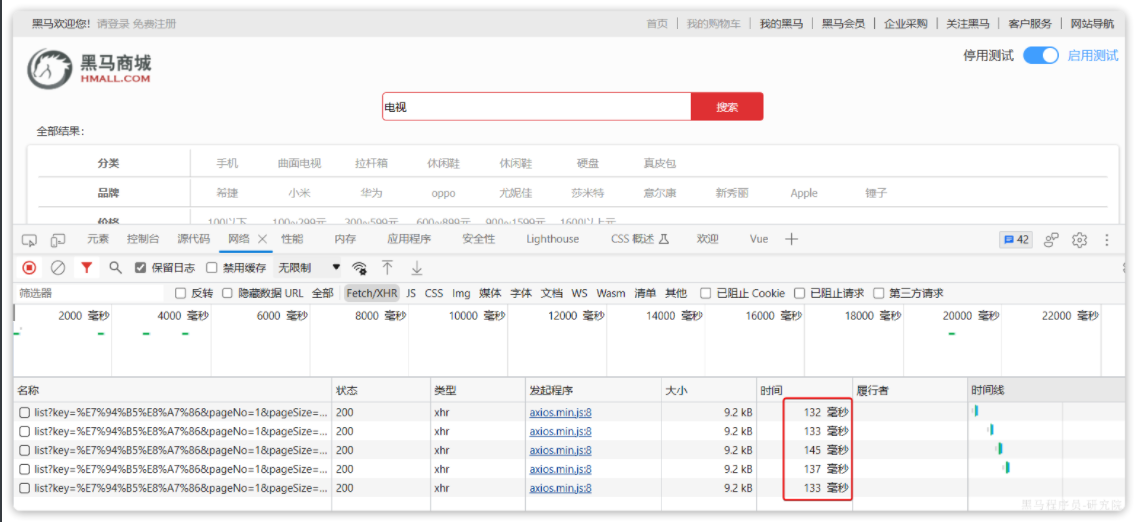 黑马欢迎您! 请登录 免费注册 首页 | 我的购物车 | 我的黑马 | 黑马会员 | 企业采购 | 关注黑马 | 客户服务 | 网站导航
黑马商城
HMALL.COM
停用测试 启用测试
电视 搜索
全部结果：
分类 手机 曲面电视 拉杆箱 休闲鞋 休闲鞋 硬盘 真皮包
品牌 希捷 小米 华为 oppo 尤妮佳 莎米特 意尔康 新秀丽 Apple 锤子
价格 100以下 100~299元 300~599元 600~899元 900~1599元 1600以上元
元素 控制台 源代码 网络 性能 内存 应用程序 安全性 Lighthouse CSS 概述 欢迎 Vue 42
保留日志 禁用缓存 无限制
筛选器 反转 隐藏数据 URL 全部 Fetch/XHR JS CSS Img 媒体 字体 文档 WS Wasm 清单 其他 已阻止 Cookie 已阻止请求 第三方请求
2000 毫秒 4000 毫秒 6000 毫秒 8000 毫秒 10000 毫秒 12000 毫秒 14000 毫秒 16000 毫秒 18000 毫秒 20000 毫秒 22000 毫秒
名称 状态 类型 发起程序 大小 时间 履行者 时间线
list?key=%E7%94%B5%E8%A7%86&pageNo=1&pageSize=... 200 xhr axios.min.js:8 9.2 kB 132 毫秒
list?key=%E7%94%B5%E8%A7%86&pageNo=1&pageSize=... 200 xhr axios.min.js:8 9.2 kB 133 毫秒
list?key=%E7%94%B5%E8%A7%86&pageNo=1&pageSize=... 200 xhr axios.min.js:8 9.2 kB 145 毫秒
list?key=%E7%94%B5%E8%A7%86&pageNo=1&pageSize=... 200 xhr axios.min.js:8 9.2 kB 137 毫秒
list?key=%E7%94%B5%E8%A7%86&pageNo=1&pageSize=... 200 xhr axios.min.js:8 9.2 kB 133 毫秒
黑马程序员-研究院